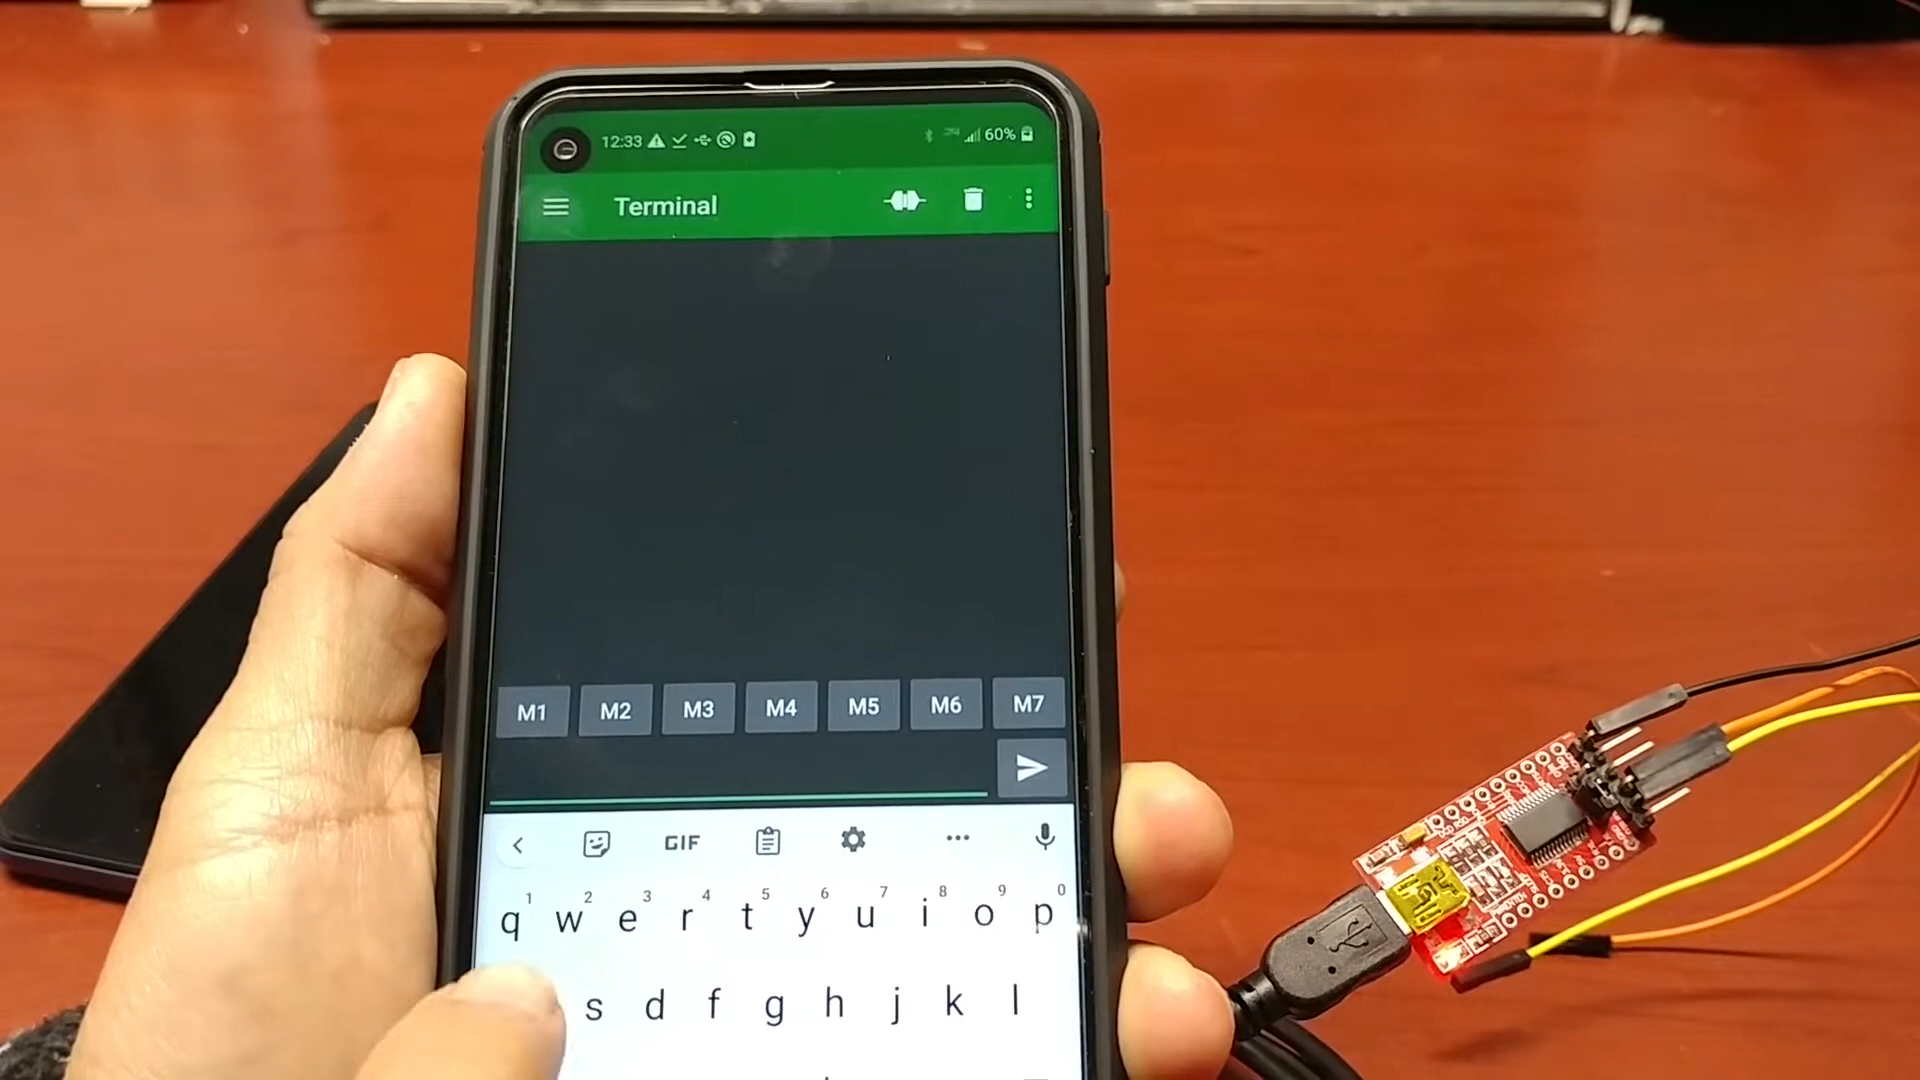 12:33 60%
Terminal
M1 M2 M3 M4 M5 M6 M7
GIF
1 2 3 4 5 6 7 8 9 0
q w e r t y u i o p
s d f g h j k l